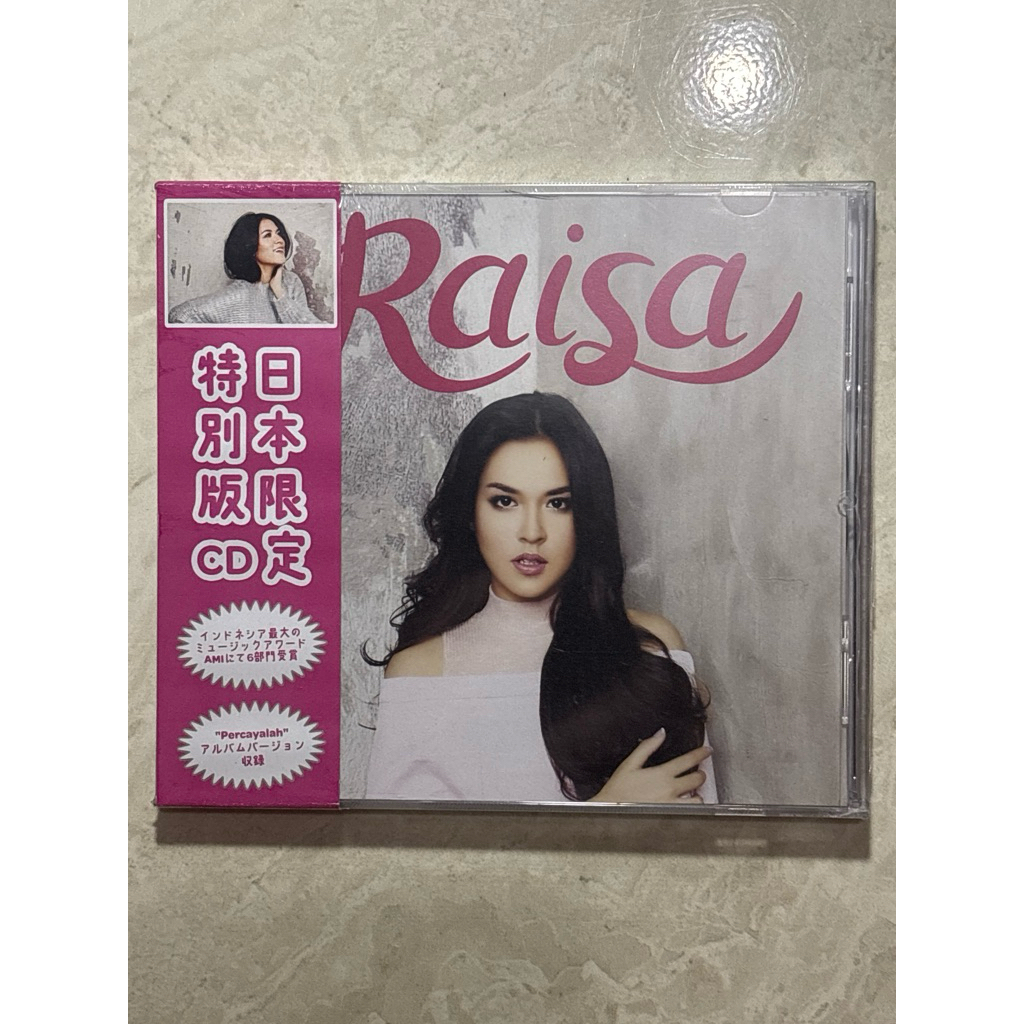 Raisa
日本限定
特別版CD
インドネシア最大の
ミュージックアワード
AMIにて6部門受賞
"Percayalah"
アルバムバージョン
収録